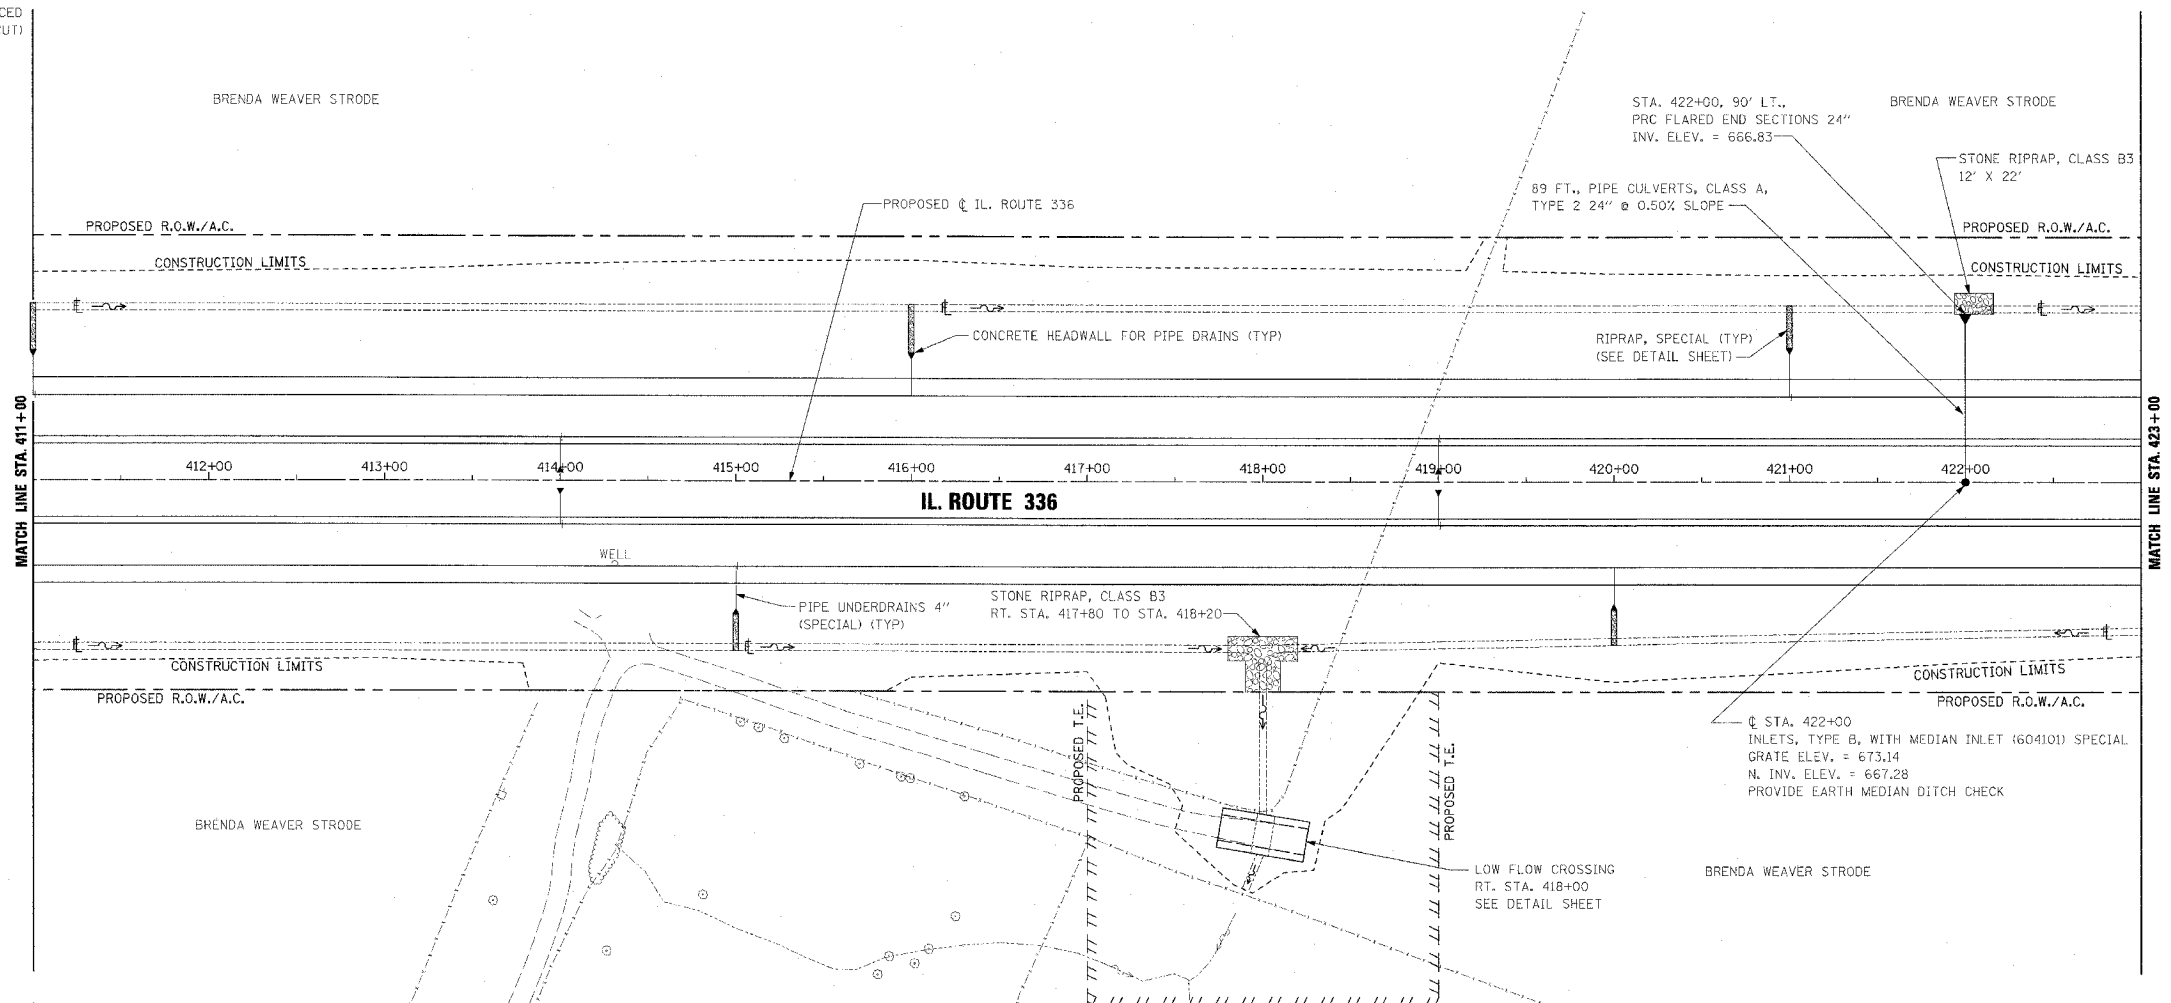 BRENDA WEAVER STRODE
STA. 422+00, 90' LT.,
PRC FLARED END SECTIONS 24"
INV. ELEV. = 666.83
BRENDA WEAVER STRODE
STONE RIPRAP, CLASS B3
12' X 22'
89 FT., PIPE CULVERTS, CLASS A,
TYPE 2 24" @ 0.50% SLOPE
PROPOSED ℄ IL. ROUTE 336
PROPOSED R.O.W./A.C.
PROPOSED R.O.W./A.C.
CONSTRUCTION LIMITS
CONSTRUCTION LIMITS
CONCRETE HEADWALL FOR PIPE DRAINS (TYP)
RIPRAP, SPECIAL (TYP)
(SEE DETAIL SHEET)
MATCH LINE STA. 411+00
MATCH LINE STA. 423+00
412+00
413+00
414+00
415+00
416+00
417+00
418+00
419+00
420+00
421+00
422+00
IL. ROUTE 336
WELL
PIPE UNDERDRAINS 4"
(SPECIAL) (TYP)
STONE RIPRAP, CLASS B3
RT. STA. 417+80 TO STA. 418+20
CONSTRUCTION LIMITS
CONSTRUCTION LIMITS
PROPOSED R.O.W./A.C.
PROPOSED R.O.W./A.C.
PROPOSED T.E.
PROPOSED T.E.
℄ STA. 422+00
INLETS, TYPE B, WITH MEDIAN INLET (604101) SPECIAL
GRATE ELEV. = 673.14
N. INV. ELEV. = 667.28
PROVIDE EARTH MEDIAN DITCH CHECK
BRENDA WEAVER STRODE
LOW FLOW CROSSING
RT. STA. 418+00
SEE DETAIL SHEET
BRENDA WEAVER STRODE